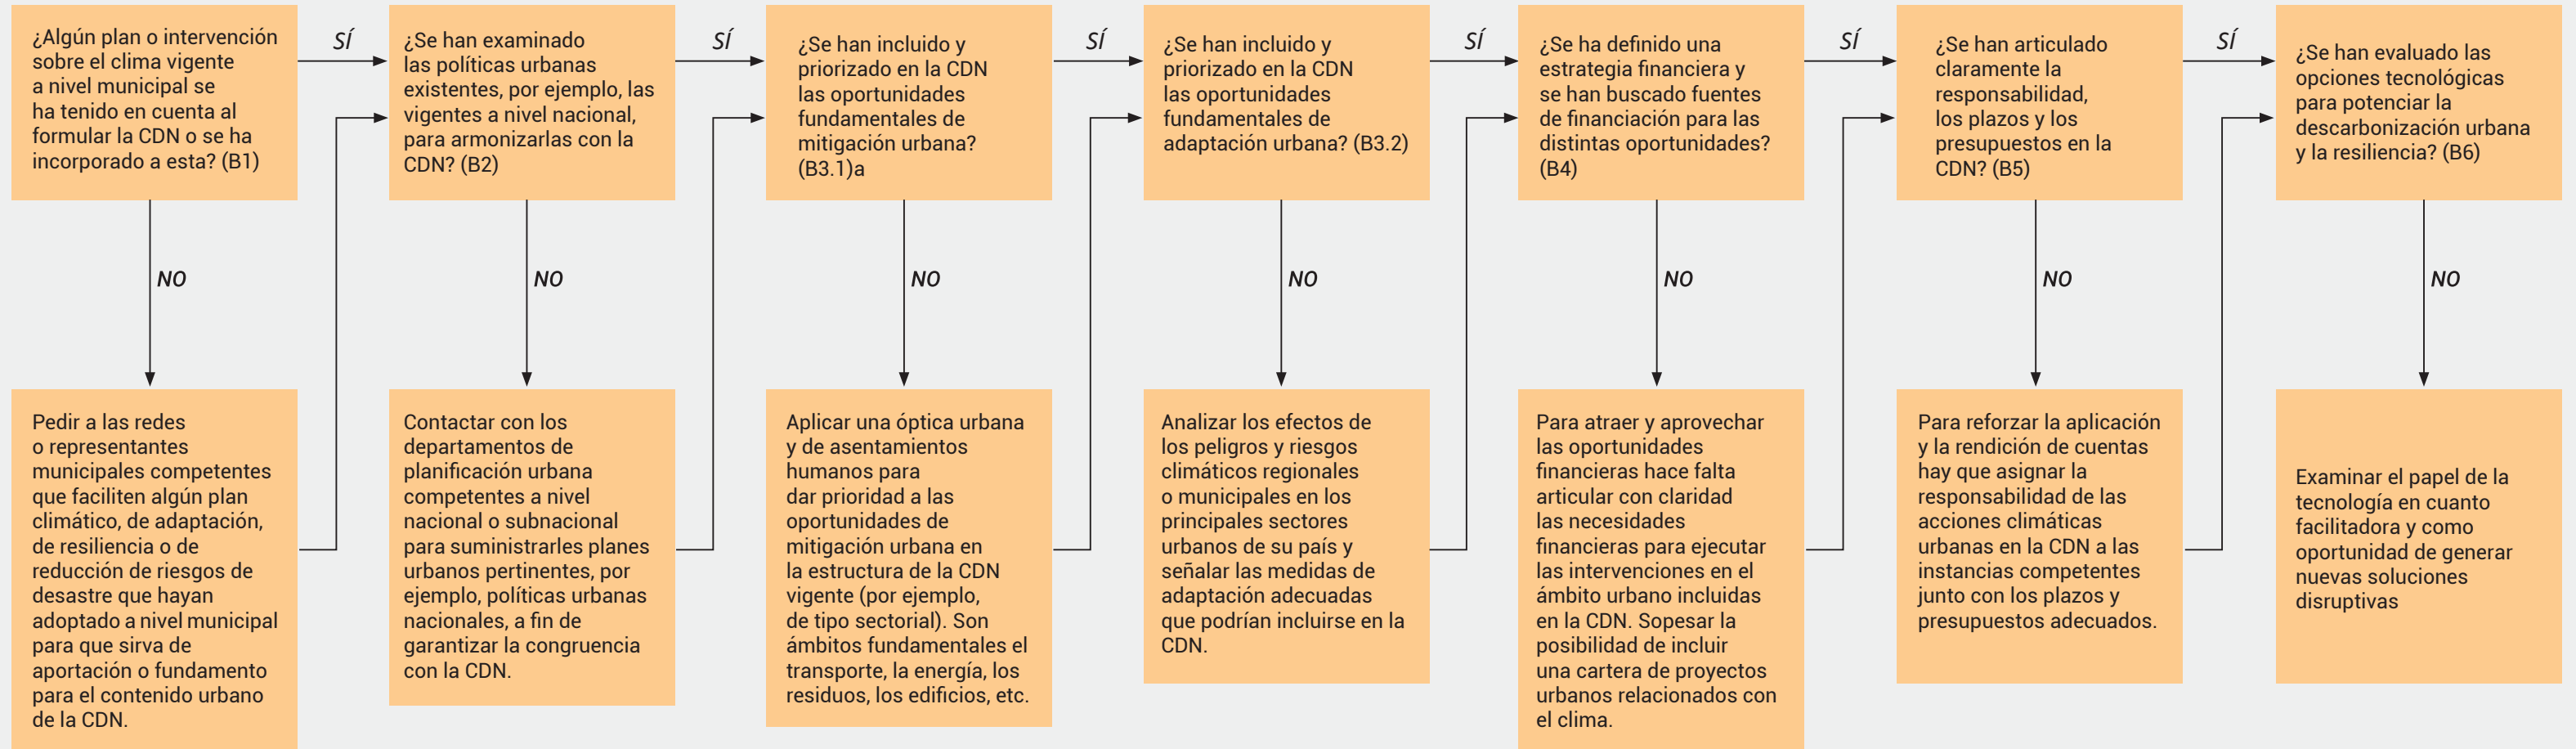 ¿Algún plan o intervención
sobre el clima vigente
a nivel municipal se
ha tenido en cuenta al
formular la CDN o se ha
incorporado a esta? (B1)
SÍ
¿Se han examinado
las políticas urbanas
existentes, por ejemplo, las
vigentes a nivel nacional,
para armonizarlas con la
CDN? (B2)
SÍ
¿Se han incluido y
priorizado en la CDN
las oportunidades
fundamentales de
mitigación urbana?
(B3.1)a
SÍ
¿Se han incluido y
priorizado en la CDN
las oportunidades
fundamentales de
adaptación urbana? (B3.2)
SÍ
¿Se ha definido una
estrategia financiera y
se han buscado fuentes
de financiación para las
distintas oportunidades?
(B4)
SÍ
¿Se han articulado
claramente la
responsabilidad,
los plazos y los
presupuestos en la
CDN? (B5)
SÍ
¿Se han evaluado las
opciones tecnológicas
para potenciar la
descarbonización urbana
y la resiliencia? (B6)
NO
NO
NO
NO
NO
NO
NO
Pedir a las redes
o representantes
municipales competentes
que faciliten algún plan
climático, de adaptación,
de resiliencia o de
reducción de riesgos de
desastre que hayan
adoptado a nivel municipal
para que sirva de
aportación o fundamento
para el contenido urbano
de la CDN.
Contactar con los
departamentos de
planificación urbana
competentes a nivel
nacional o subnacional
para suministrarles planes
urbanos pertinentes, por
ejemplo, políticas urbanas
nacionales, a fin de
garantizar la congruencia
con la CDN.
Aplicar una óptica urbana
y de asentamientos
humanos para
dar prioridad a las
oportunidades de
mitigación urbana en
la estructura de la CDN
vigente (por ejemplo,
de tipo sectorial). Son
ámbitos fundamentales el
transporte, la energía, los
residuos, los edificios, etc.
Analizar los efectos de
los peligros y riesgos
climáticos regionales
o municipales en los
principales sectores
urbanos de su país y
señalar las medidas de
adaptación adecuadas
que podrían incluirse en la
CDN.
Para atraer y aprovechar
las oportunidades
financieras hace falta
articular con claridad
las necesidades
financieras para ejecutar
las intervenciones en el
ámbito urbano incluidas
en la CDN. Sopesar la
posibilidad de incluir
una cartera de proyectos
urbanos relacionados con
el clima.
Para reforzar la aplicación
y la rendición de cuentas
hay que asignar la
responsabilidad de las
acciones climáticas
urbanas en la CDN a las
instancias competentes
junto con los plazos y
presupuestos adecuados.
Examinar el papel de la
tecnología en cuanto
facilitadora y como
oportunidad de generar
nuevas soluciones
disruptivas